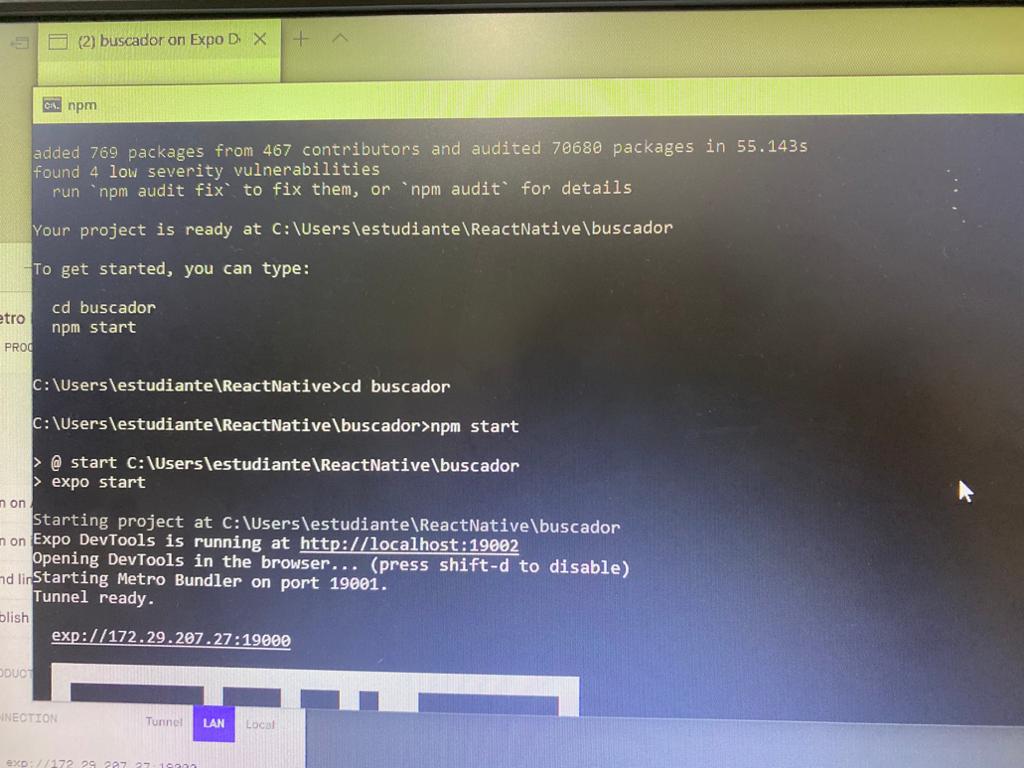 (2) buscador on Expo D
npm
added 769 packages from 467 contributors and audited 70680 packages in 55.143s
found 4 low severity vulnerabilities
run `npm audit fix` to fix them, or `npm audit` for details
Your project is ready at C:\Users\estudiante\ReactNative\buscador
To get started, you can type:
cd buscador
npm start
etro
PROD
C:\Users\estudiante\ReactNative>cd buscador
C:\Users\estudiante\ReactNative\buscador>npm start
> @ start C:\Users\estudiante\ReactNative\buscador
> expo start
n on
Starting project at C:\Users\estudiante\ReactNative\buscador
n on
Expo DevTools is running at http://localhost:19002
Opening DevTools in the browser... (press shift-d to disable)
nd lin
Starting Metro Bundler on port 19001.
Tunnel ready.
blish
exp://172.29.207.27:19000
ODUCT
NNECTION
Tunnel LAN Local
exp://172.29.207.27:19000